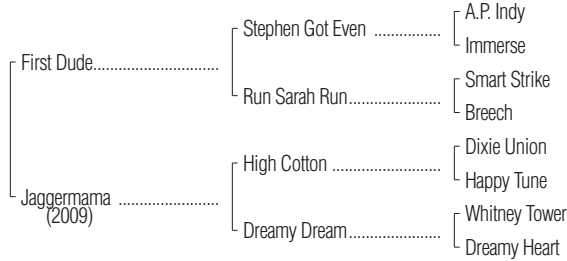 A.P. Indy
Stephen Got Even ................
Immerse
First Dude...............................
Smart Strike
Run Sarah Run.......................
Breech
Dixie Union
High Cotton ...........................
Happy Tune
Jaggermama .........................
(2009)
Whitney Tower
Dreamy Dream.......................
Dreamy Heart